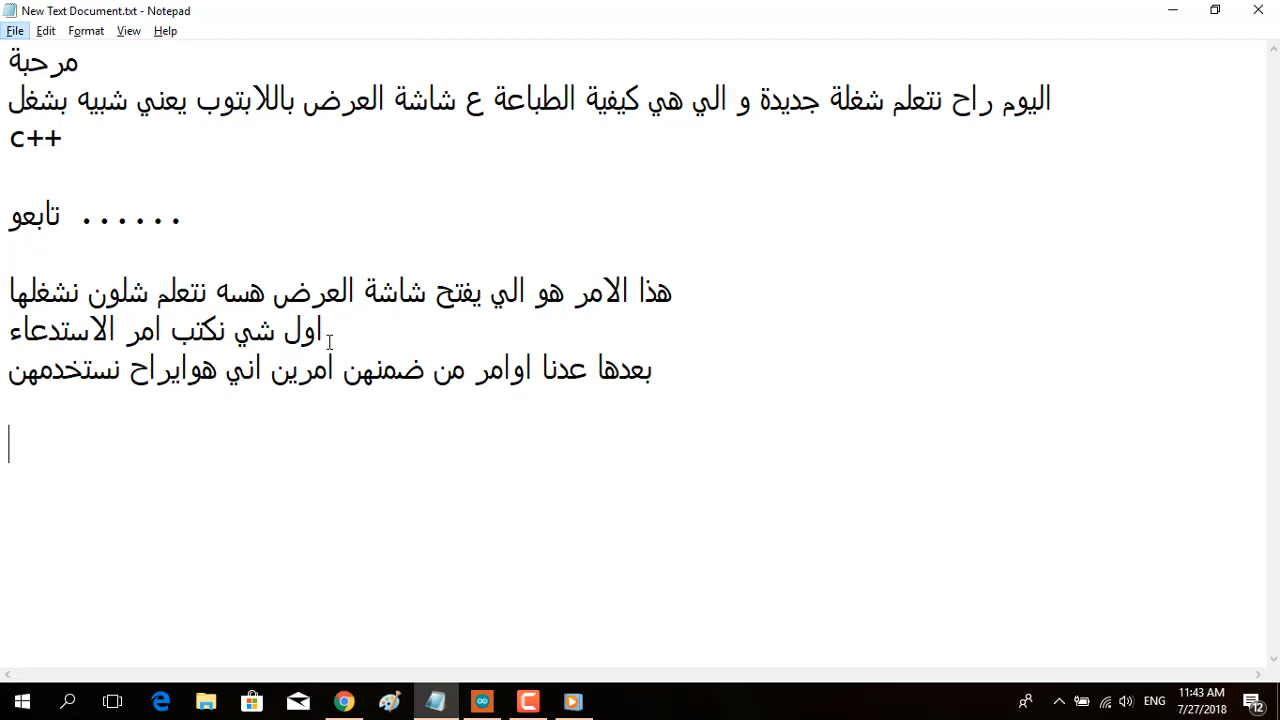 New Text Document.txt - Notepad
File Edit Format View Help
مرحبة
اليوم راح نتعلم شغلة جديدة و الي هي كيفية الطباعة ع شاشة العرض باللابتوب يعني شبيه بشغل
c++
تابعو ......
هذا الامر هو الي يفتح شاشة العرض هسه نتعلم شلون نشغلها
اول شي نكتب امر الاستدعاء
بعدها عدنا اوامر من ضمنهن امرين اني هوايراح نستخدمهن
ENG
11:43 AM
7/27/2018
12